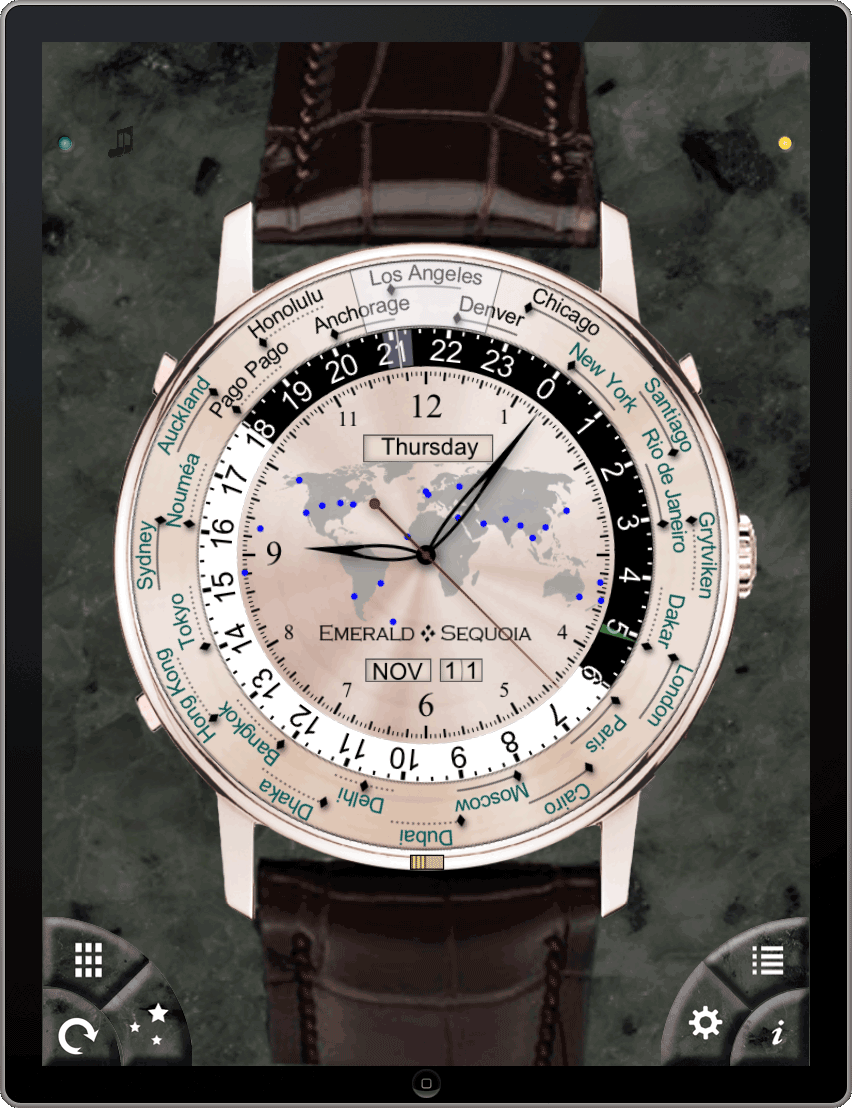 Los Angeles
Denver
Chicago
New York
Santiago
Rio de Janeiro
Grytviken
Dakar
London
Paris
Cairo
Moscow
Dubai
Delhi
Dhaka
Bangkok
Hong Kong
Tokyo
Sydney
Nouméa
Auckland
Pago Pago
Honolulu
Anchorage
21
22
23
0
1
2
3
4
5
6
7
8
9
10
11
12
13
14
15
16
17
18
19
20
12
1
11
Thursday
9
8
EMERALD SEQUOIA
4
NOV 11
7
6
5
i